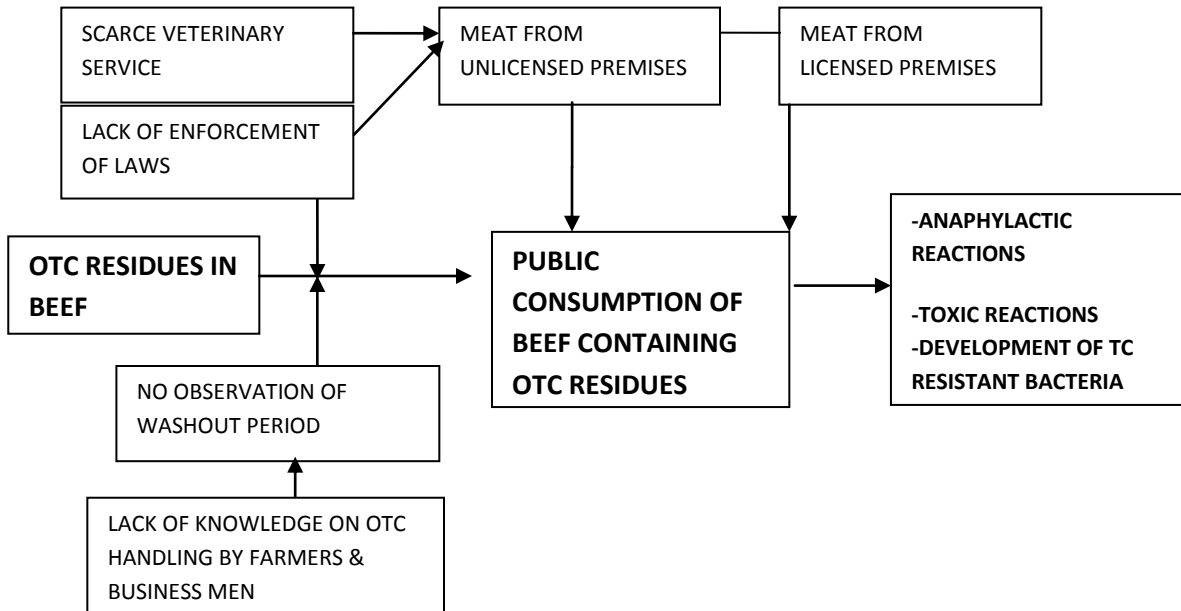 SCARCE VETERINARY
SERVICE
MEAT FROM
UNLICENSED PREMISES
MEAT FROM
LICENSED PREMISES
LACK OF ENFORCEMENT
OF LAWS
OTC RESIDUES IN
BEEF
PUBLIC
CONSUMPTION OF
BEEF CONTAINING
OTC RESIDUES
-ANAPHYLACTIC
REACTIONS
-TOXIC REACTIONS
-DEVELOPMENT OF TC
RESISTANT BACTERIA
NO OBSERVATION OF
WASHOUT PERIOD
LACK OF KNOWLEDGE ON OTC
HANDLING BY FARMERS &
BUSINESS MEN